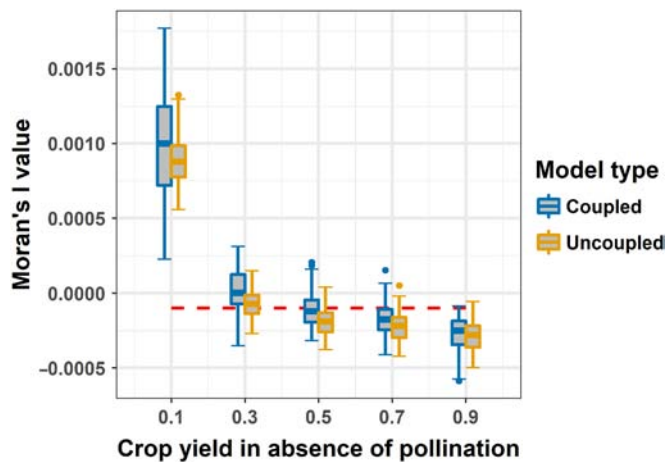 0.0015
0.0010
0.0005
0.0000
−0.0005
Moran's I value
0.1 0.3 0.5 0.7 0.9
Crop yield in absence of pollination
Model type
Coupled
Uncoupled